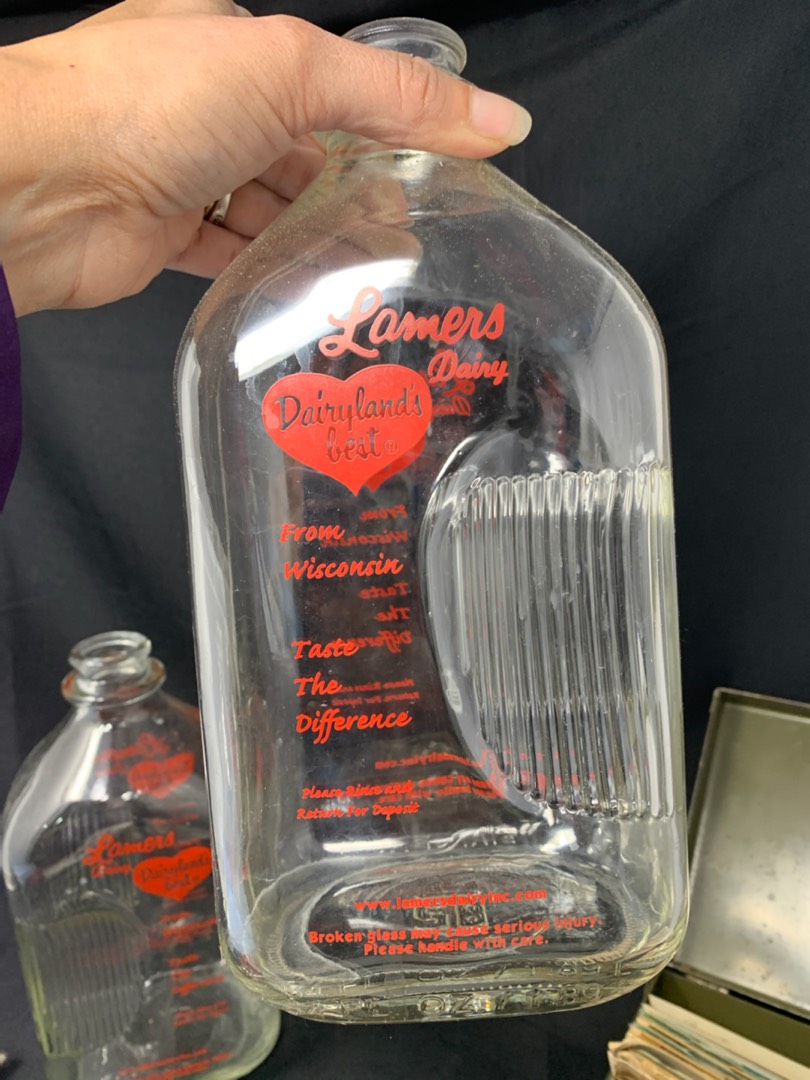 Lamers
Dairy
Dairyland's
best
From
Wisconsin
Taste
The
Difference
Please Rinse and
Return For Deposit
www.lamersdairyinc.com
Broken glass may cause serious injury.
Please handle with care.
Lamers
Dairy
Dairyland's
best